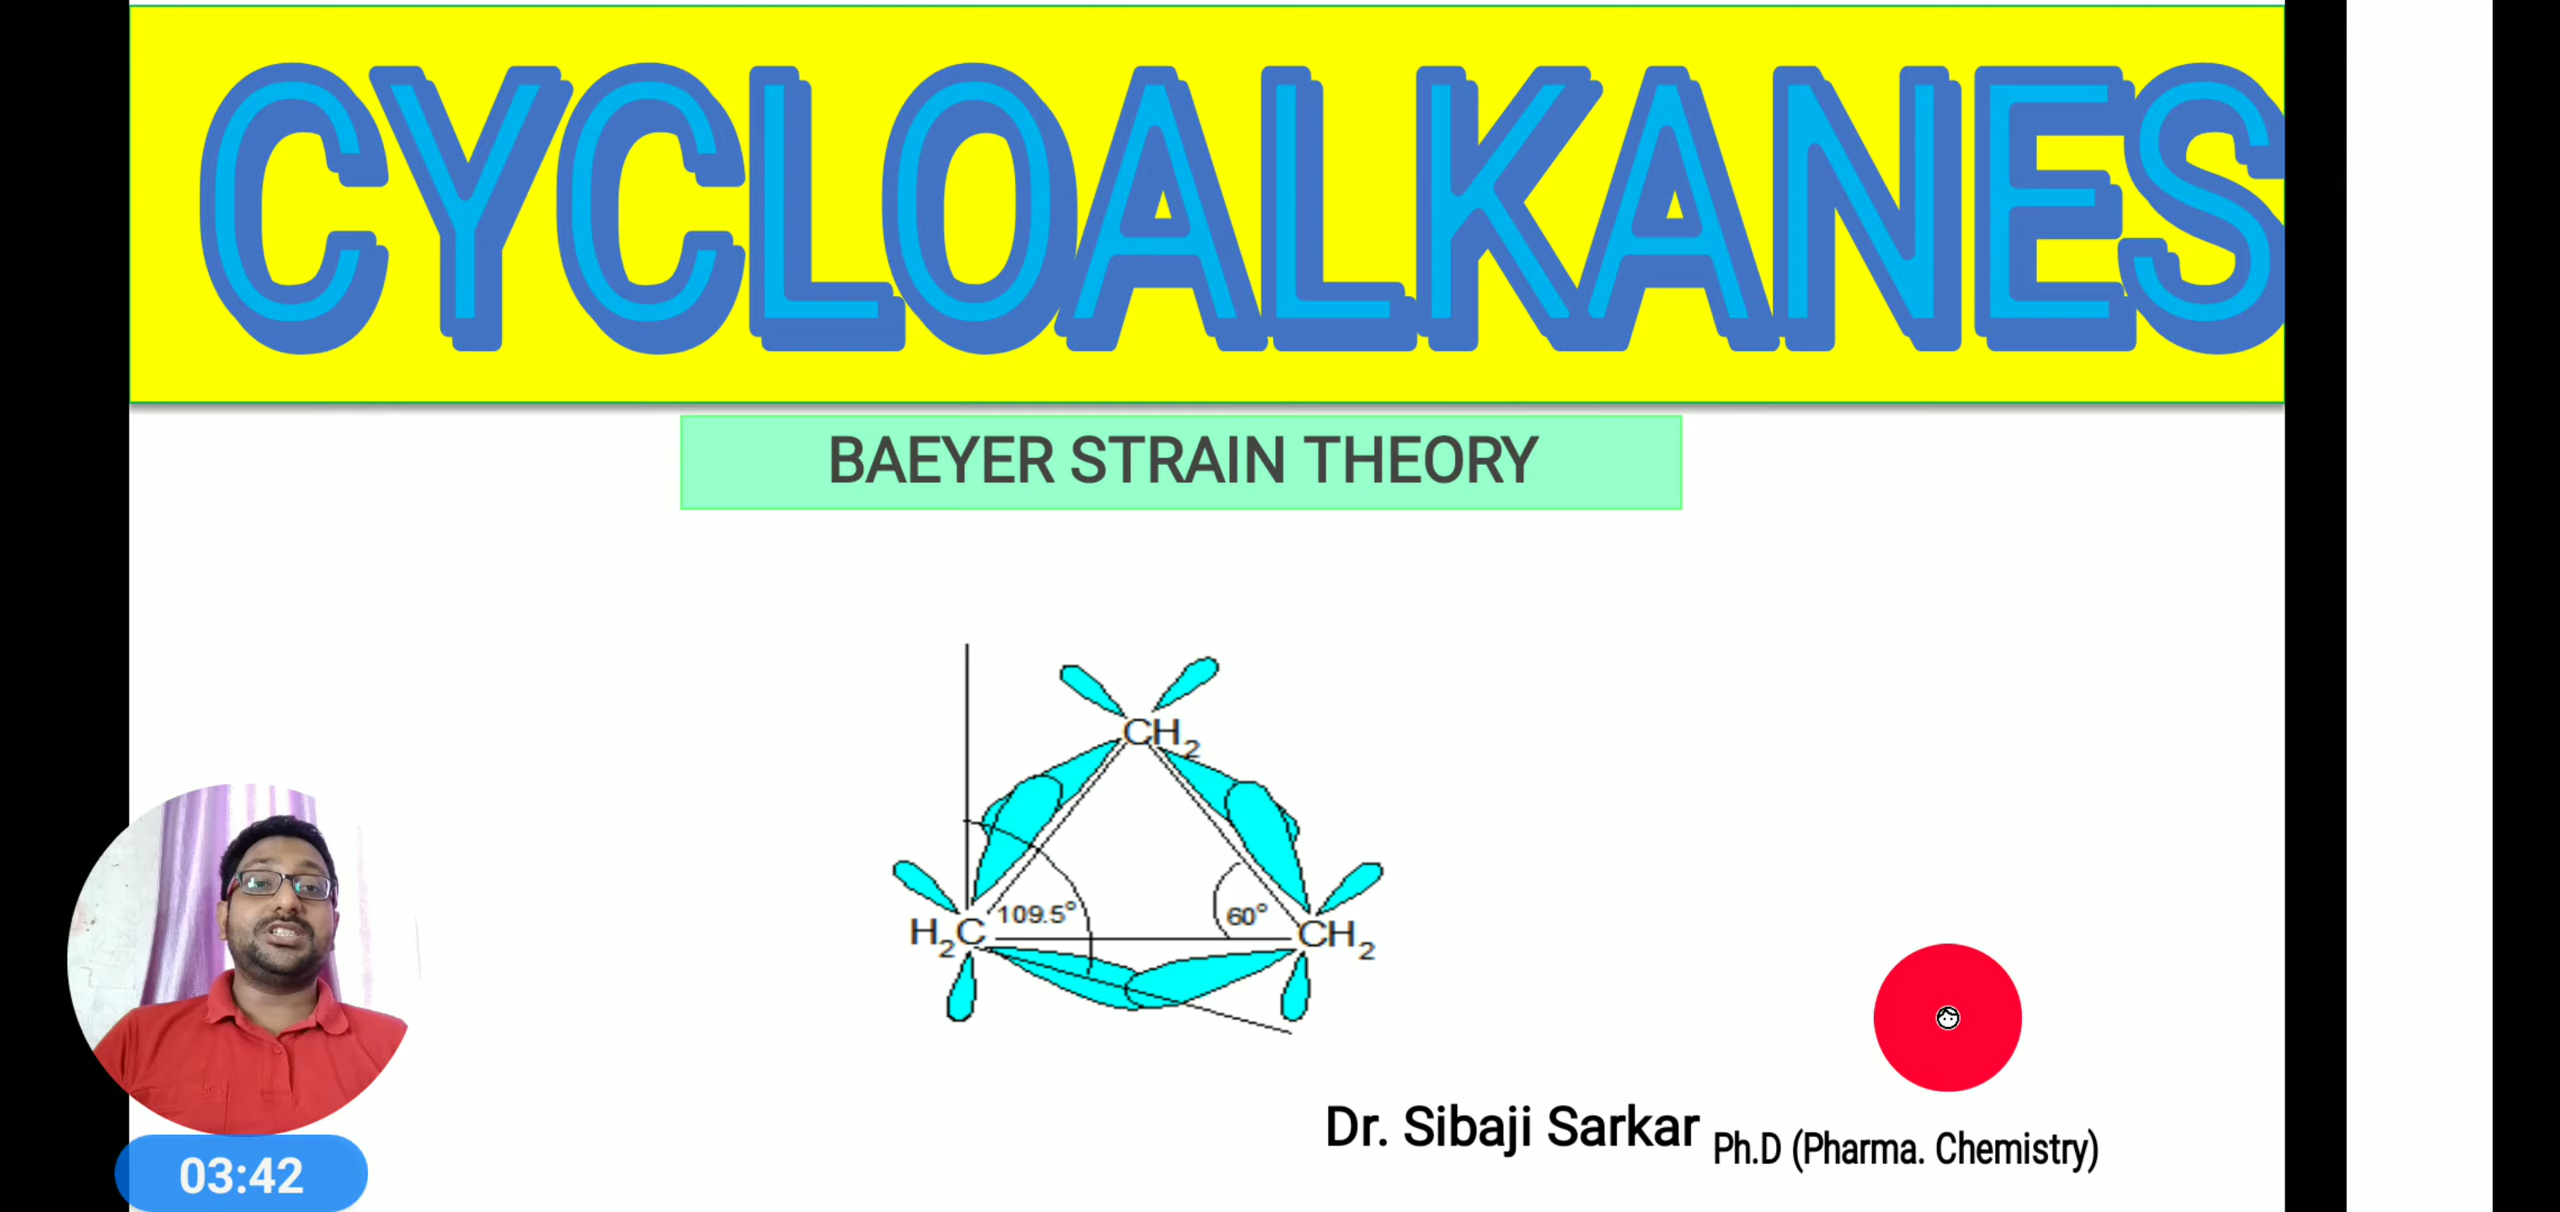 CYCLOALKANES
BAEYER STRAIN THEORY
CH2
109.5°
60°
H2C
CH2
Dr. Sibaji Sarkar Ph.D (Pharma. Chemistry)
03:42